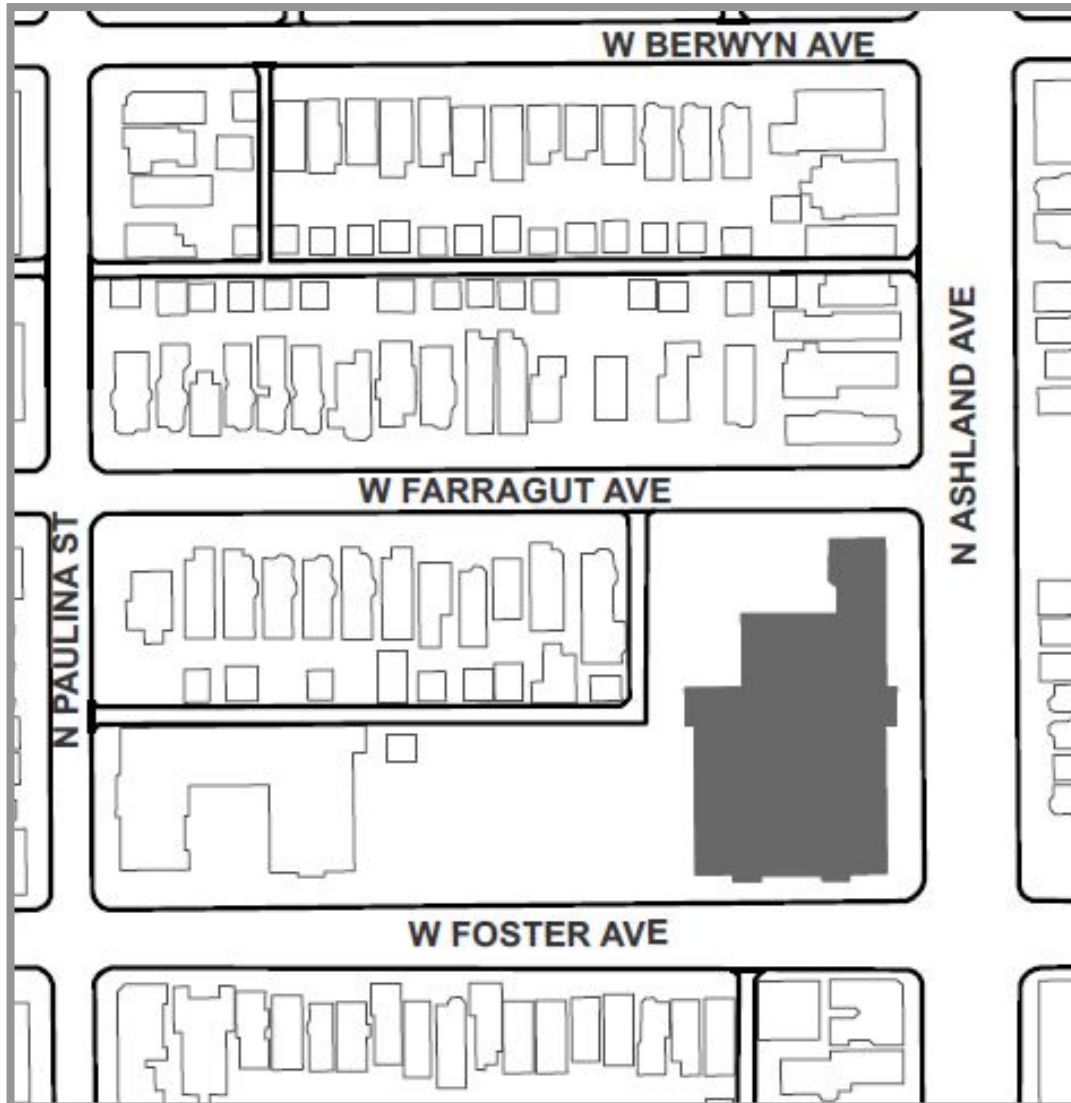 W BERWYN AVE
N ASHLAND AVE
W FARRAGUT AVE
N PAULINA ST
W FOSTER AVE